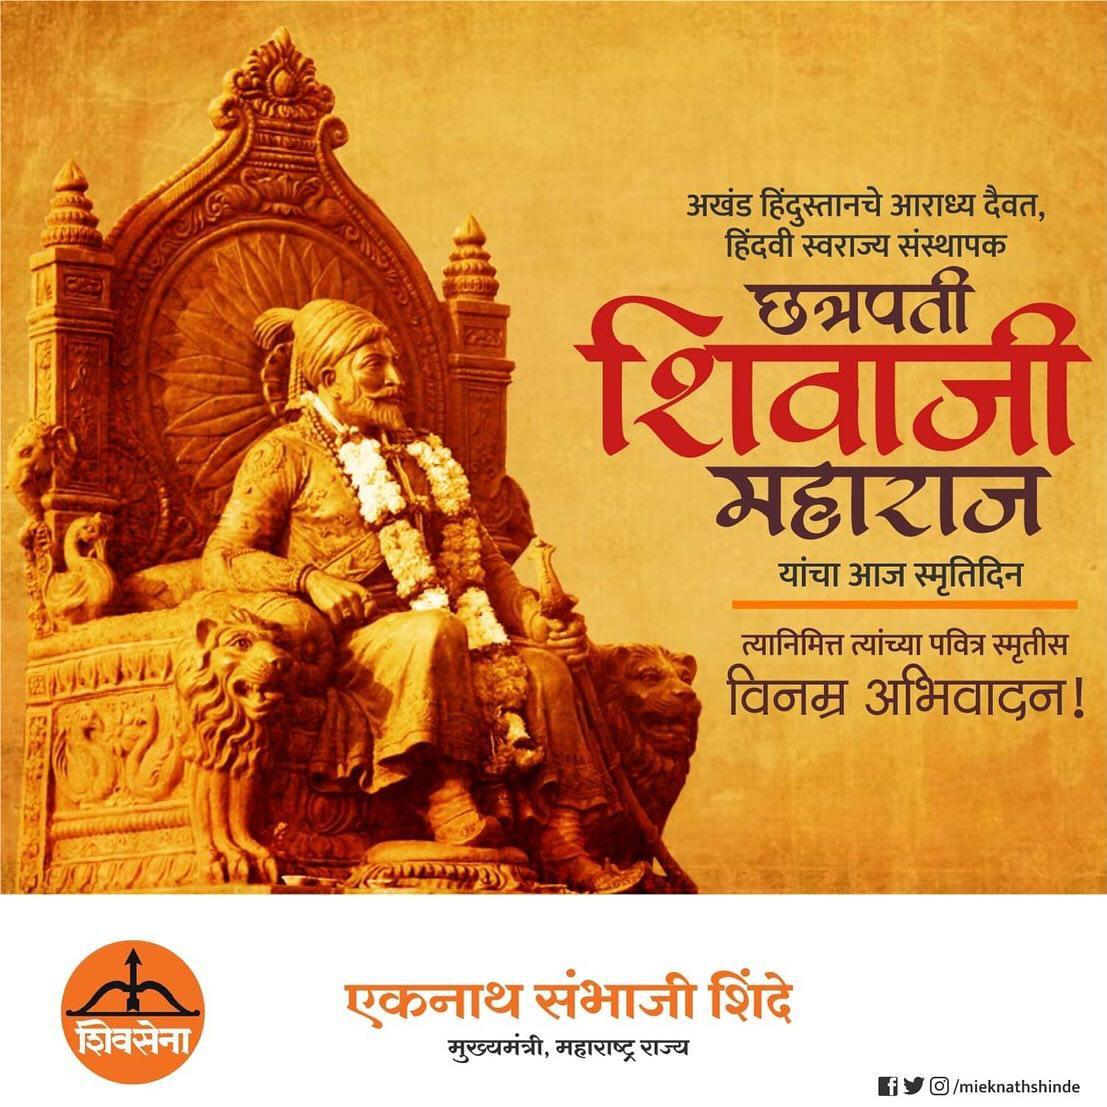 अखंड हिंदुस्तानचे आराध्य दैवत,
हिंदवी स्वराज्य संस्थापक
छत्रपती
शिवाजी
महाराज
यांचा आज स्मृतिदिन
त्यानिमित्त त्यांच्या पवित्र स्मृतीस
विनम्र अभिवादन!
शिवसेना
एकनाथ संभाजी शिंदे
मुख्यमंत्री, महाराष्ट्र राज्य
/mieknathshinde